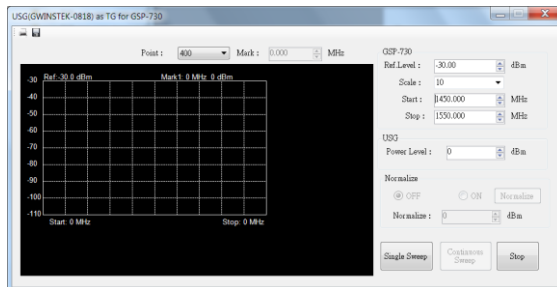 USG(GWINSTEK-0818) as TG for GSP-730
Point : 400 Mark : 0.000 MHz
Ref:-30.0 dBm Mark1: 0 MHz 0 dBm
-30
-40
-50
-60
-70
-80
-90
-100
-110
Start: 0 MHz Stop: 0 MHz
GSP-730
Ref.Level : -30.00 dBm
Scale : 10
Start : 1450.000 MHz
Stop : 1550.000 MHz
USG
Power Level : 0 dBm
Normalize
OFF ON Normalize
Normalize : 0 dBm
Single Sweep
Continuous
Sweep
Stop